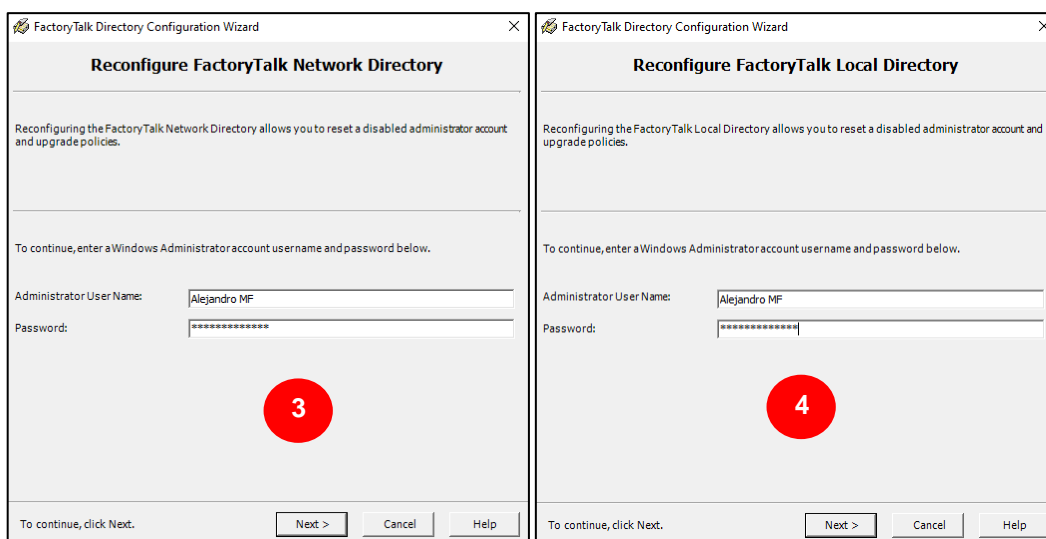 FactoryTalk Directory Configuration Wizard
Reconfigure FactoryTalk Network Directory
Reconfiguring the FactoryTalk Network Directory allows you to reset a disabled administrator account
and upgrade policies.
To continue, enter a Windows Administrator account username and password below.
Administrator User Name:
Alejandro MF
Password:
*************
3
To continue, click Next.
Next >
Cancel
Help
FactoryTalk Directory Configuration Wizard
Reconfigure FactoryTalk Local Directory
Reconfiguring the FactoryTalk Local Directory allows you to reset a disabled administrator account and
upgrade policies.
To continue, enter a Windows Administrator account username and password below.
Administrator User Name:
Alejandro MF
Password:
*************
4
To continue, click Next.
Next >
Cancel
Help